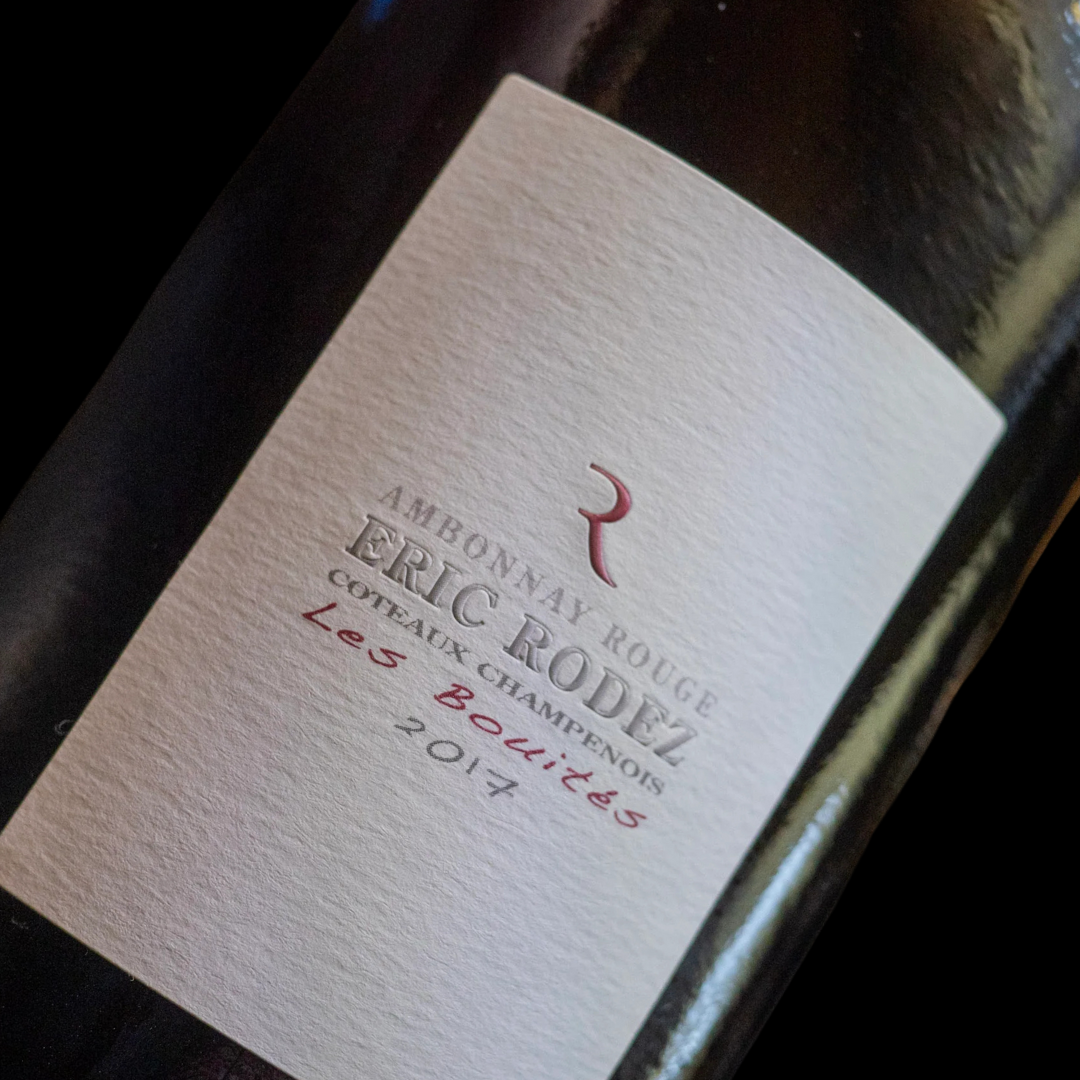 R
AMBONNAY ROUGE
ERIC RODEZ
COTEAUX CHAMPENOIS
Les Bouités
2017